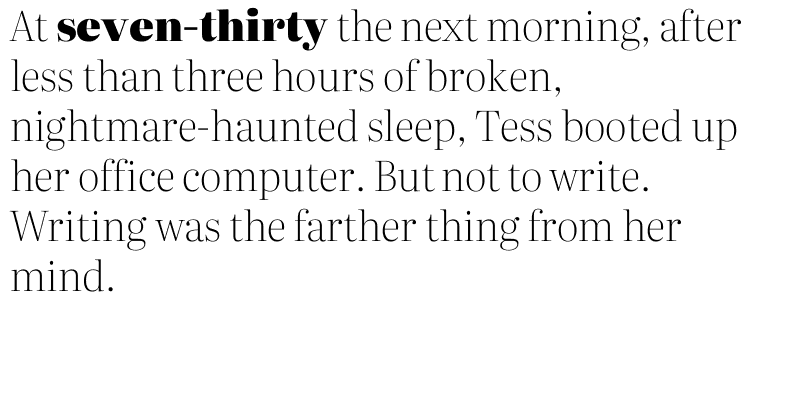 At seven-thirty the next morning, after
less than three hours of broken,
nightmare-haunted sleep, Tess booted up
her office computer. But not to write.
Writing was the farther thing from her
mind.